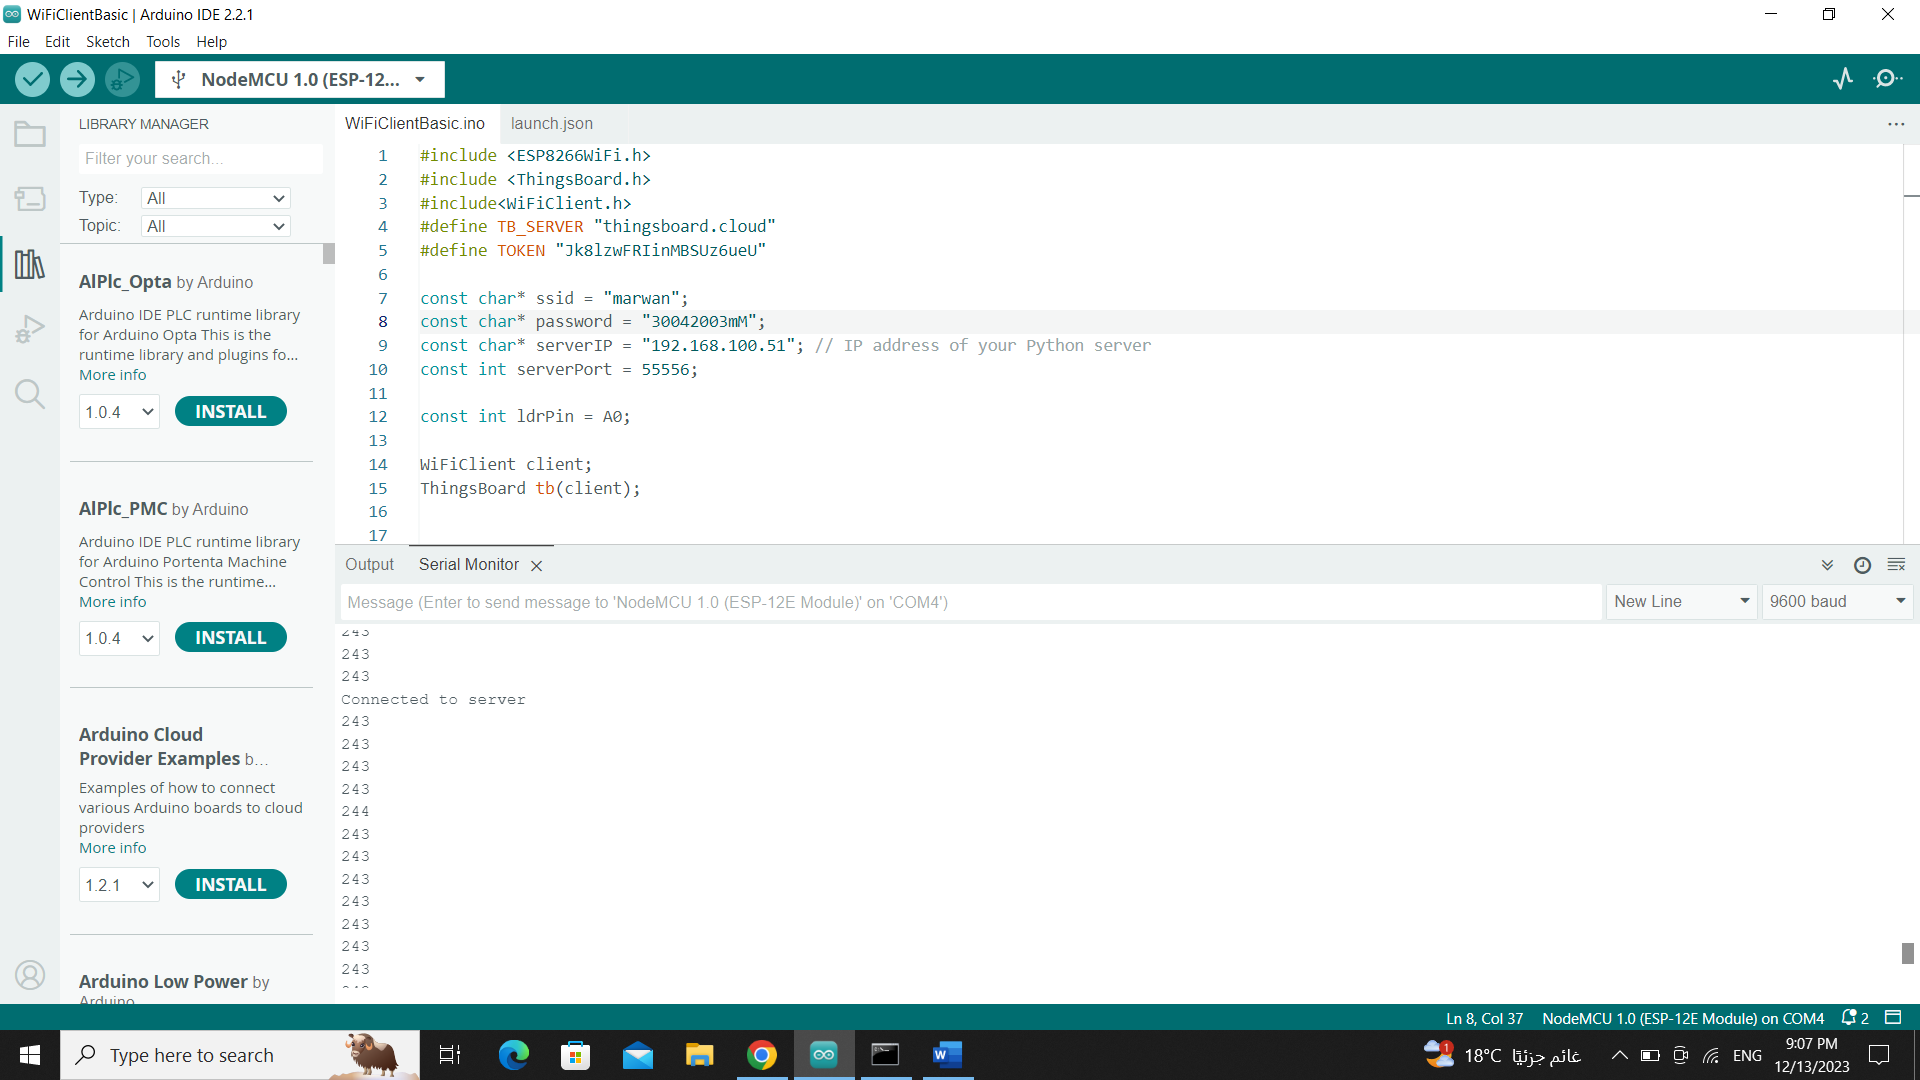 WiFiClientBasic | Arduino IDE 2.2.1
File Edit Sketch Tools Help
NodeMCU 1.0 (ESP-12...
LIBRARY MANAGER
Filter your search...
Type: All
Topic: All
AlPlc_Opta by Arduino
Arduino IDE PLC runtime library
for Arduino Opta This is the
runtime library and plugins fo...
More info
1.0.4 INSTALL
AlPlc_PMC by Arduino
Arduino IDE PLC runtime library
for Arduino Portenta Machine
Control This is the runtime...
More info
1.0.4 INSTALL
Arduino Cloud
Provider Examples b...
Examples of how to connect
various Arduino boards to cloud
providers
More info
1.2.1 INSTALL
Arduino Low Power by
Arduino
WiFiClientBasic.ino launch.json
1 #include <ESP8266WiFi.h>
2 #include <ThingsBoard.h>
3 #include<WiFiClient.h>
4 #define TB_SERVER "thingsboard.cloud"
5 #define TOKEN "Jk8lzwFRIinMBSUz6ueU"
6
7 const char* ssid = "marwan";
8 const char* password = "30042003mM";
9 const char* serverIP = "192.168.100.51"; // IP address of your Python server
10 const int serverPort = 55556;
11
12 const int ldrPin = A0;
13
14 WiFiClient client;
15 ThingsBoard tb(client);
16
17
Output Serial Monitor
Message (Enter to send message to 'NodeMCU 1.0 (ESP-12E Module)' on 'COM4')
New Line 9600 baud
243
243
243
Connected to server
243
243
243
243
244
243
243
243
243
243
243
243
Ln 8, Col 37 NodeMCU 1.0 (ESP-12E Module) on COM4 2
Type here to search
1 18°C غائم جزئيًا ENG
9:07 PM
12/13/2023